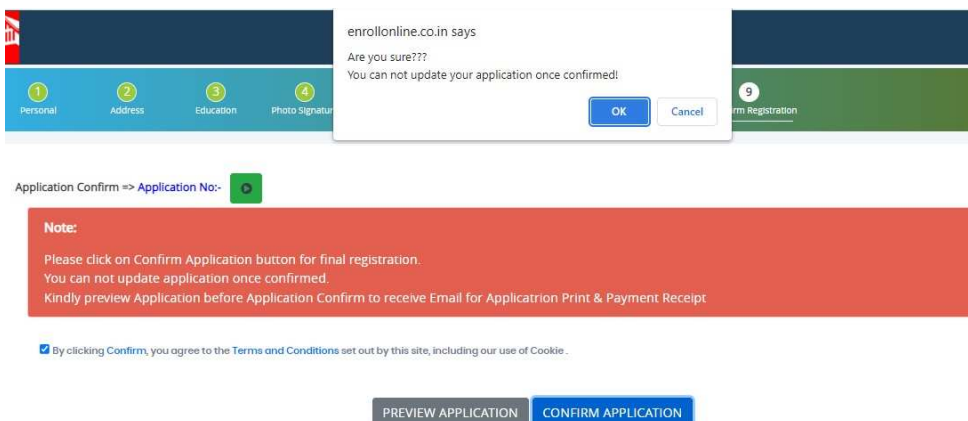 enrollonline.co.in says
Are you sure???
You can not update your application once confirmed!
OK Cancel
1 2 3 4 9
Personal Address Education Photo Signatur rm Registration
Application Confirm => Application No:-
Note:
Please click on Confirm Application button for final registration.
You can not update application once confirmed.
Kindly preview Application before Application Confirm to receive Email for Applicatrion Print & Payment Receipt
By clicking Confirm, you agree to the Terms and Conditions set out by this site, including our use of Cookie .
PREVIEW APPLICATION CONFIRM APPLICATION